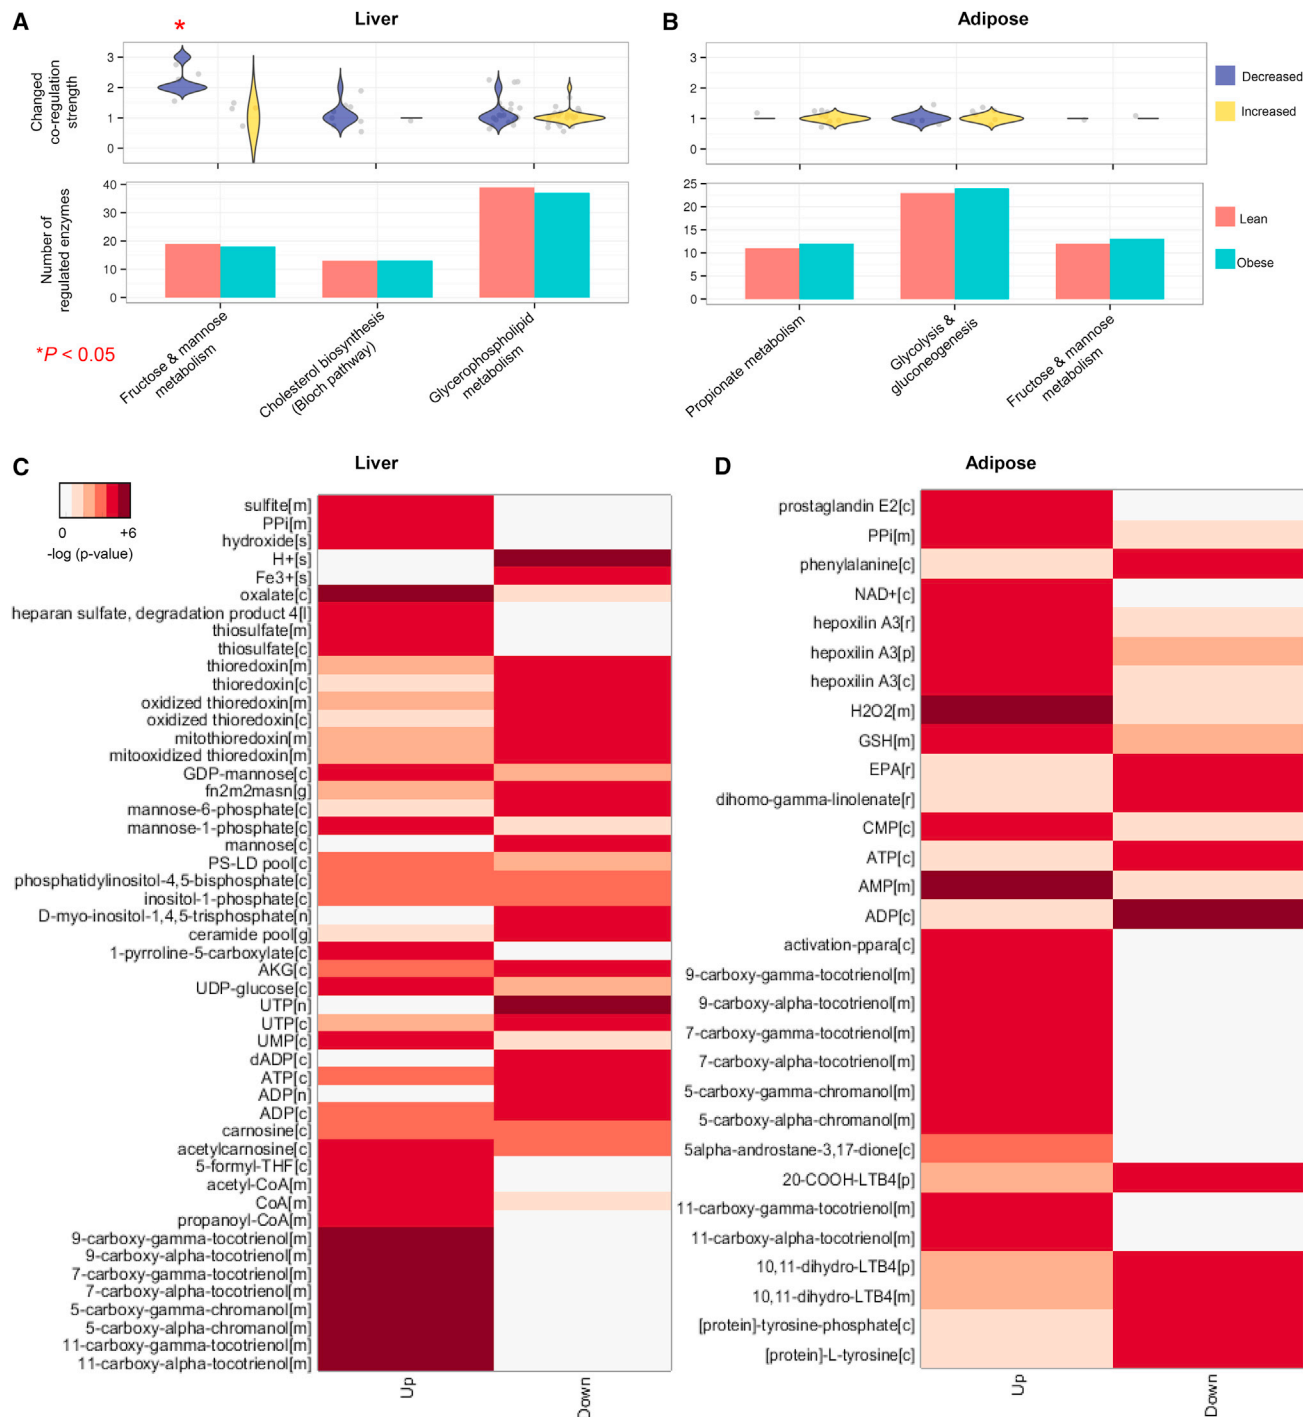 A
Liver
*
Changed
co-regulation
strength
3
2
1
0
Number of
regulated enzymes
40
30
20
10
0
Fructose & mannose
metabolism
Cholesterol biosynthesis
(Bloch pathway)
Glycerophospholipid
metabolism
*P < 0.05
B
Adipose
3
2
1
0
Decreased
Increased
25
20
15
10
5
0
Lean
Obese
Propionate metabolism
Glycolysis &
gluconeogenesis
Fructose & mannose
metabolism
C
Liver
0 +6
-log (p-value)
sulfite[m]
PPi[m]
hydroxide[s]
H+[s]
Fe3+[s]
oxalate[c]
heparan sulfate, degradation product 4[l]
thiosulfate[m]
thiosulfate[c]
thioredoxin[m]
thioredoxin[c]
oxidized thioredoxin[m]
oxidized thioredoxin[c]
mitothioredoxin[m]
mitooxidized thioredoxin[m]
GDP-mannose[c]
fn2m2masn[g]
mannose-6-phosphate[c]
mannose-1-phosphate[c]
mannose[c]
PS-LD pool[c]
phosphatidylinositol-4,5-bisphosphate[c]
inositol-1-phosphate[c]
D-myo-inositol-1,4,5-trisphosphate[n]
ceramide pool[g]
1-pyrroline-5-carboxylate[c]
AKG[c]
UDP-glucose[c]
UTP[n]
UTP[c]
UMP[c]
dADP[c]
ATP[c]
ADP[n]
ADP[c]
carnosine[c]
acetylcarnosine[c]
5-formyl-THF[c]
acetyl-CoA[m]
CoA[m]
propanoyl-CoA[m]
9-carboxy-gamma-tocotrienol[m]
9-carboxy-alpha-tocotrienol[m]
7-carboxy-gamma-tocotrienol[m]
7-carboxy-alpha-tocotrienol[m]
5-carboxy-gamma-chromanol[m]
5-carboxy-alpha-chromanol[m]
11-carboxy-gamma-tocotrienol[m]
11-carboxy-alpha-tocotrienol[m]
Up
Down
D
Adipose
prostaglandin E2[c]
PPi[m]
phenylalanine[c]
NAD+[c]
hepoxilin A3[r]
hepoxilin A3[p]
hepoxilin A3[c]
H2O2[m]
GSH[m]
EPA[r]
dihomo-gamma-linolenate[r]
CMP[c]
ATP[c]
AMP[m]
ADP[c]
activation-ppara[c]
9-carboxy-gamma-tocotrienol[m]
9-carboxy-alpha-tocotrienol[m]
7-carboxy-gamma-tocotrienol[m]
7-carboxy-alpha-tocotrienol[m]
5-carboxy-gamma-chromanol[m]
5-carboxy-alpha-chromanol[m]
5alpha-androstane-3,17-dione[c]
20-COOH-LTB4[p]
11-carboxy-gamma-tocotrienol[m]
11-carboxy-alpha-tocotrienol[m]
10,11-dihydro-LTB4[p]
10,11-dihydro-LTB4[m]
[protein]-tyrosine-phosphate[c]
[protein]-L-tyrosine[c]
Up
Down